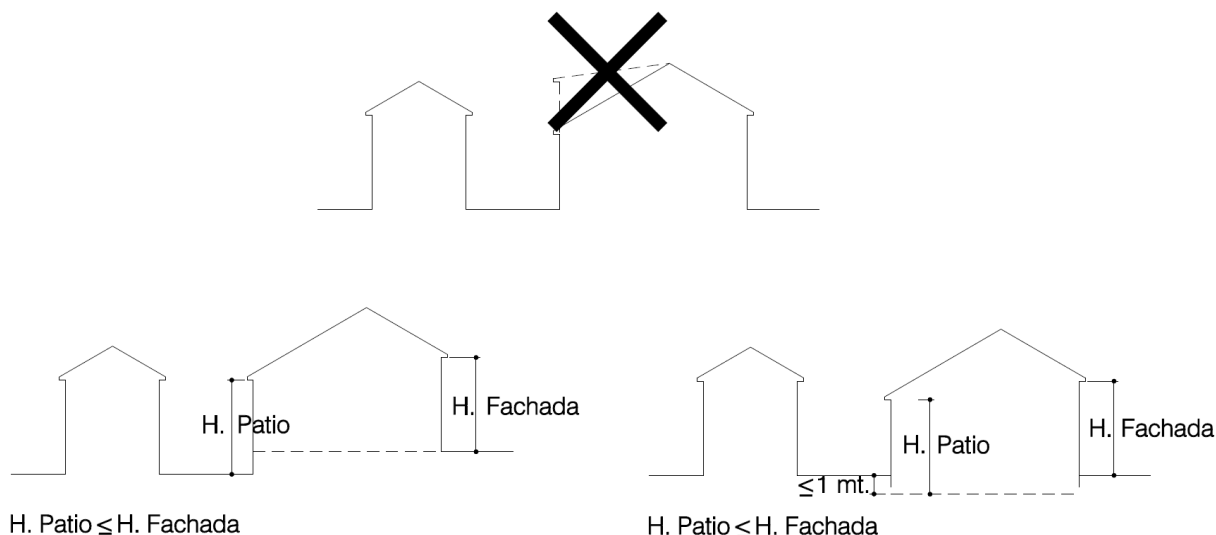 H. Patio
H. Fachada
H. Patio ≤ H. Fachada
H. Patio
H. Fachada
≤1 mt.
H. Patio < H. Fachada